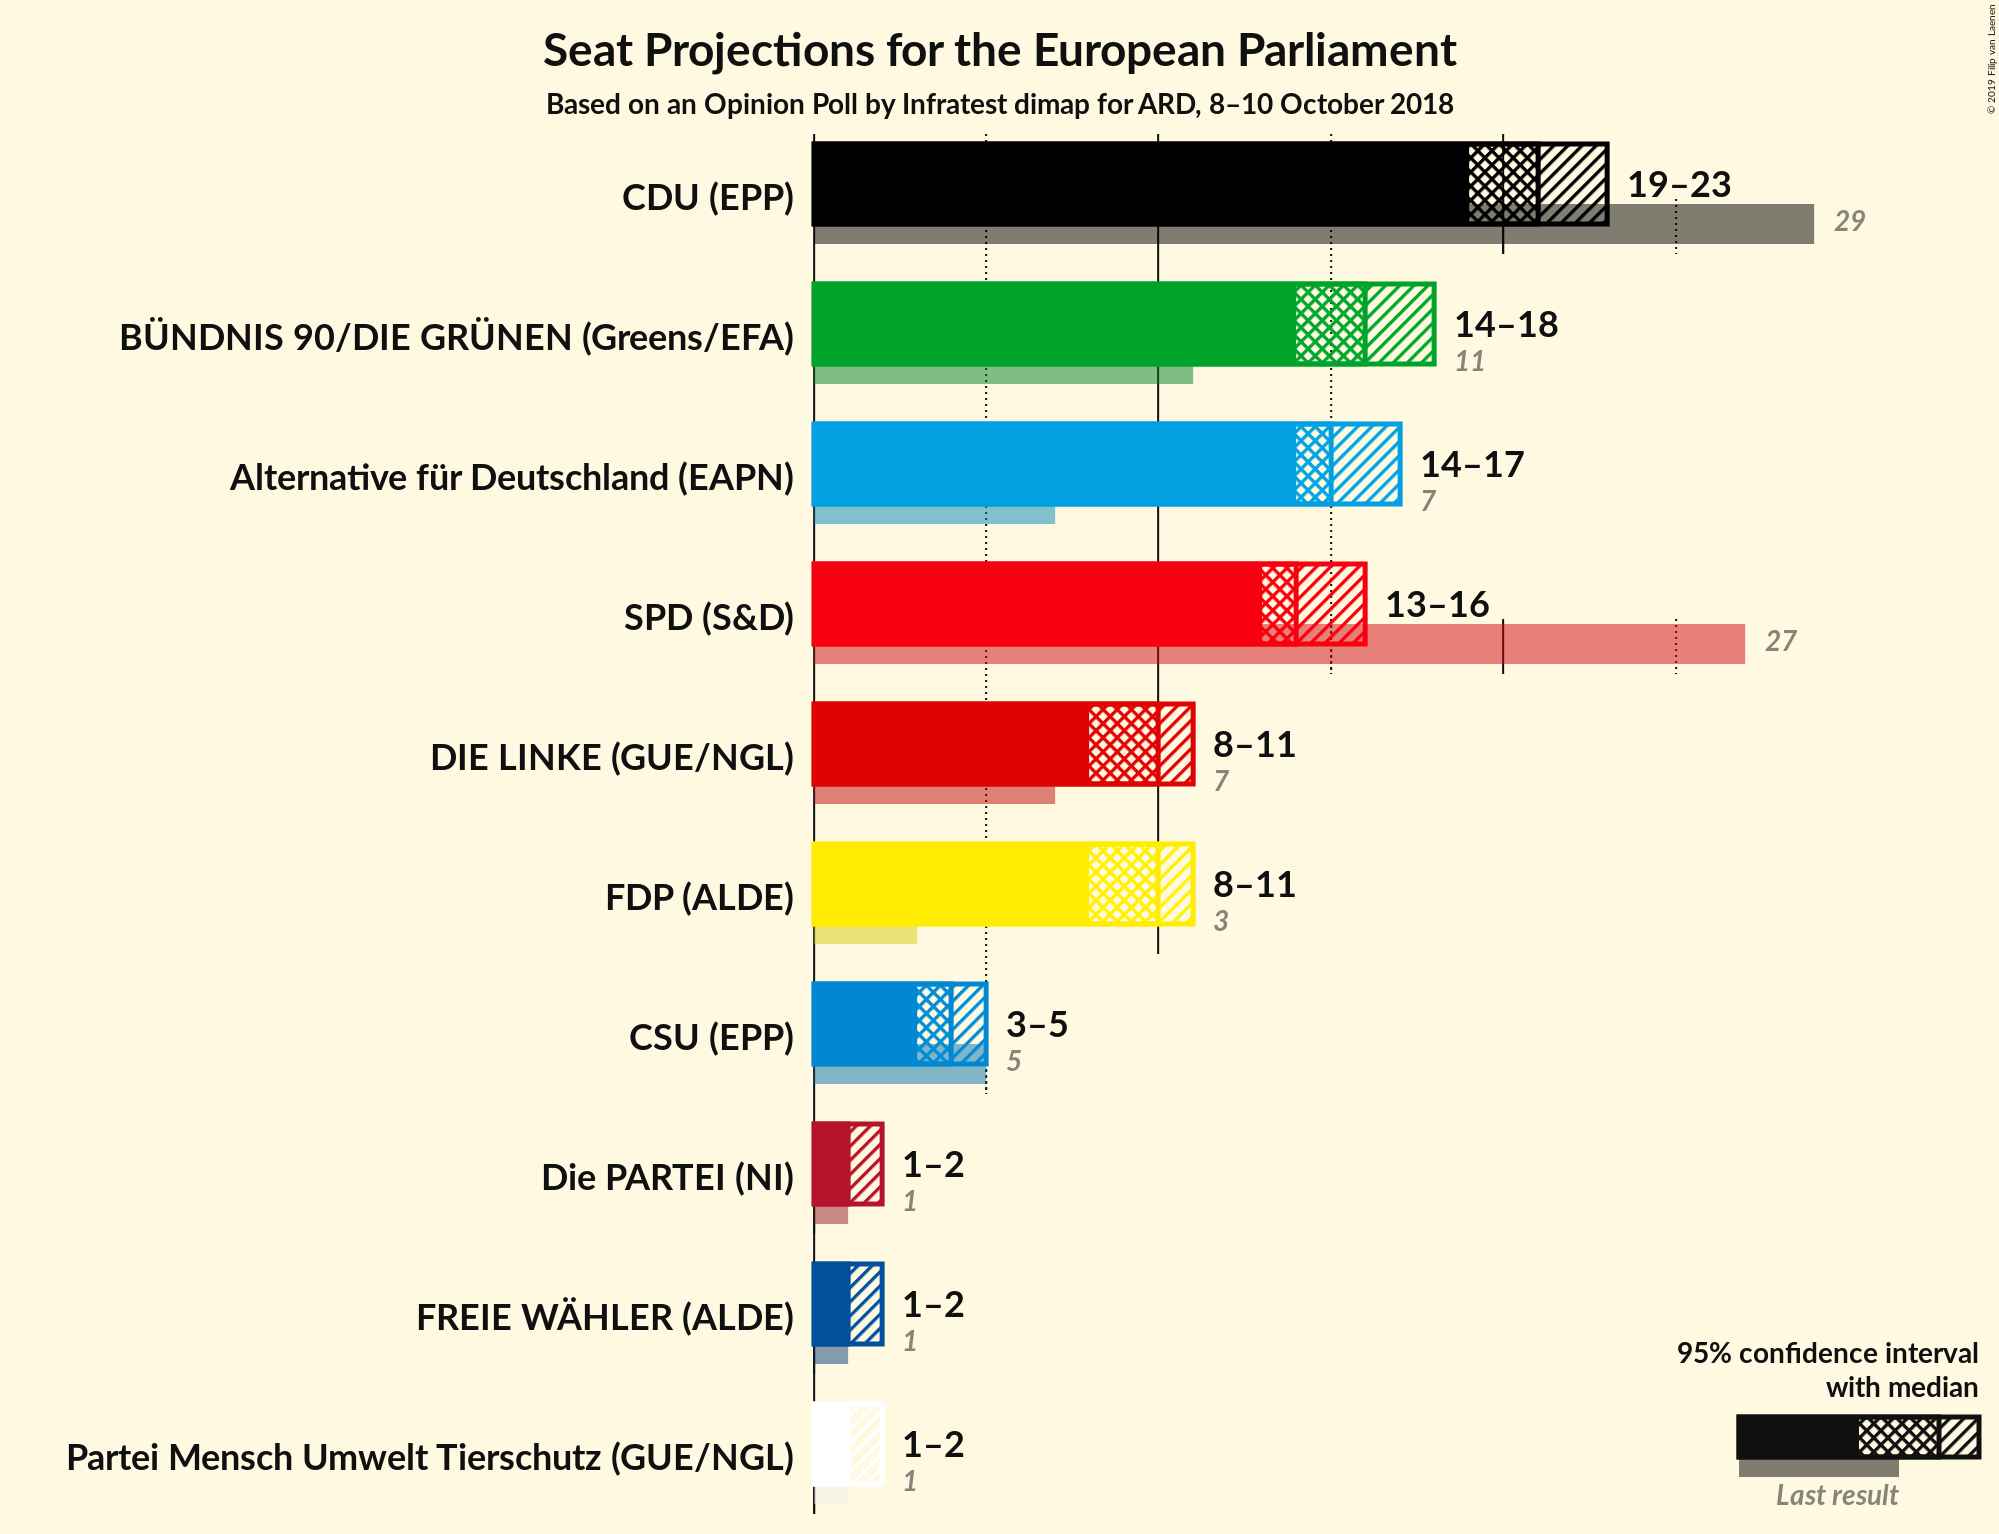 Seat Projections for the European Parliament
Based on an Opinion Poll by Infratest dimap for ARD, 8–10 October 2018
© 2019 Filip van Laenen
CDU (EPP)
19–23
29
BÜNDNIS 90/DIE GRÜNEN (Greens/EFA)
14–18
11
Alternative für Deutschland (EAPN)
14–17
7
SPD (S&D)
13–16
27
DIE LINKE (GUE/NGL)
8–11
7
FDP (ALDE)
8–11
3
CSU (EPP)
3–5
5
Die PARTEI (NI)
1–2
1
FREIE WÄHLER (ALDE)
1–2
1
Partei Mensch Umwelt Tierschutz (GUE/NGL)
1–2
1
95% confidence interval
with median
Last result